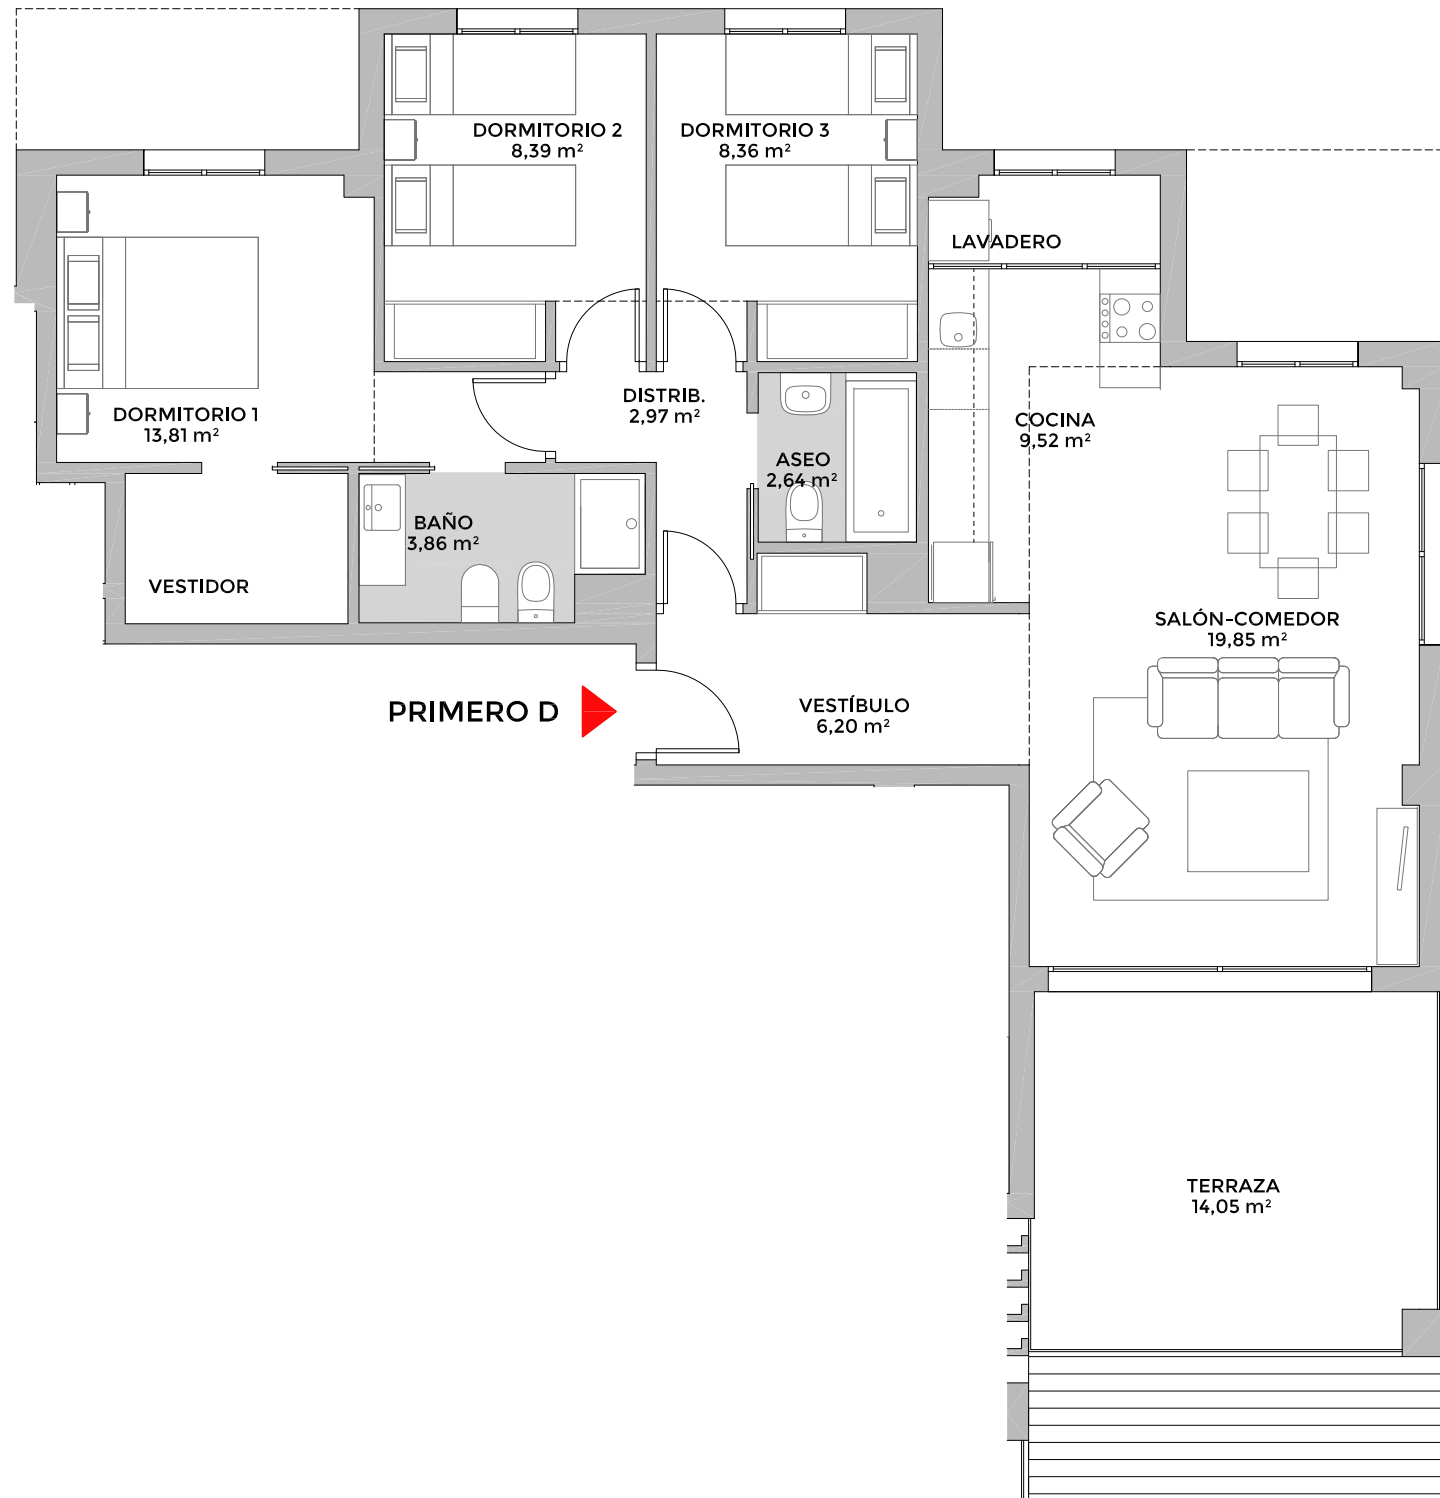 DORMITORIO 2
8,39 m²
DORMITORIO 3
8,36 m²
LAVADERO
DORMITORIO 1
13,81 m²
DISTRIB.
2,97 m²
COCINA
9,52 m²
ASEO
2,64 m²
BAÑO
3,86 m²
VESTIDOR
SALÓN-COMEDOR
19,85 m²
PRIMERO D
VESTÍBULO
6,20 m²
TERRAZA
14,05 m²